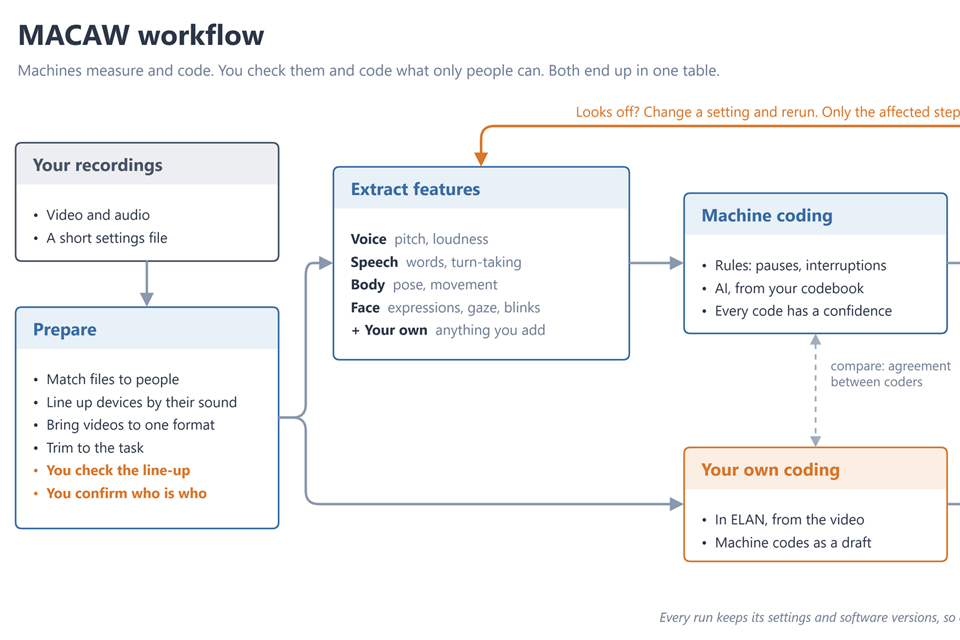 MACAW workflow
Machines measure and code. You check them and code what only people can. Both end up in one table.
Looks off? Change a setting and rerun. Only the affected step
Your recordings
• Video and audio
• A short settings file
Prepare
• Match files to people
• Line up devices by their sound
• Bring videos to one format
• Trim to the task
• You check the line-up
• You confirm who is who
Extract features
Voice pitch, loudness
Speech words, turn-taking
Body pose, movement
Face expressions, gaze, blinks
+ Your own anything you add
Machine coding
• Rules: pauses, interruptions
• AI, from your codebook
• Every code has a confidence
compare: agreement
between coders
Your own coding
• In ELAN, from the video
• Machine codes as a draft
Every run keeps its settings and software versions, so